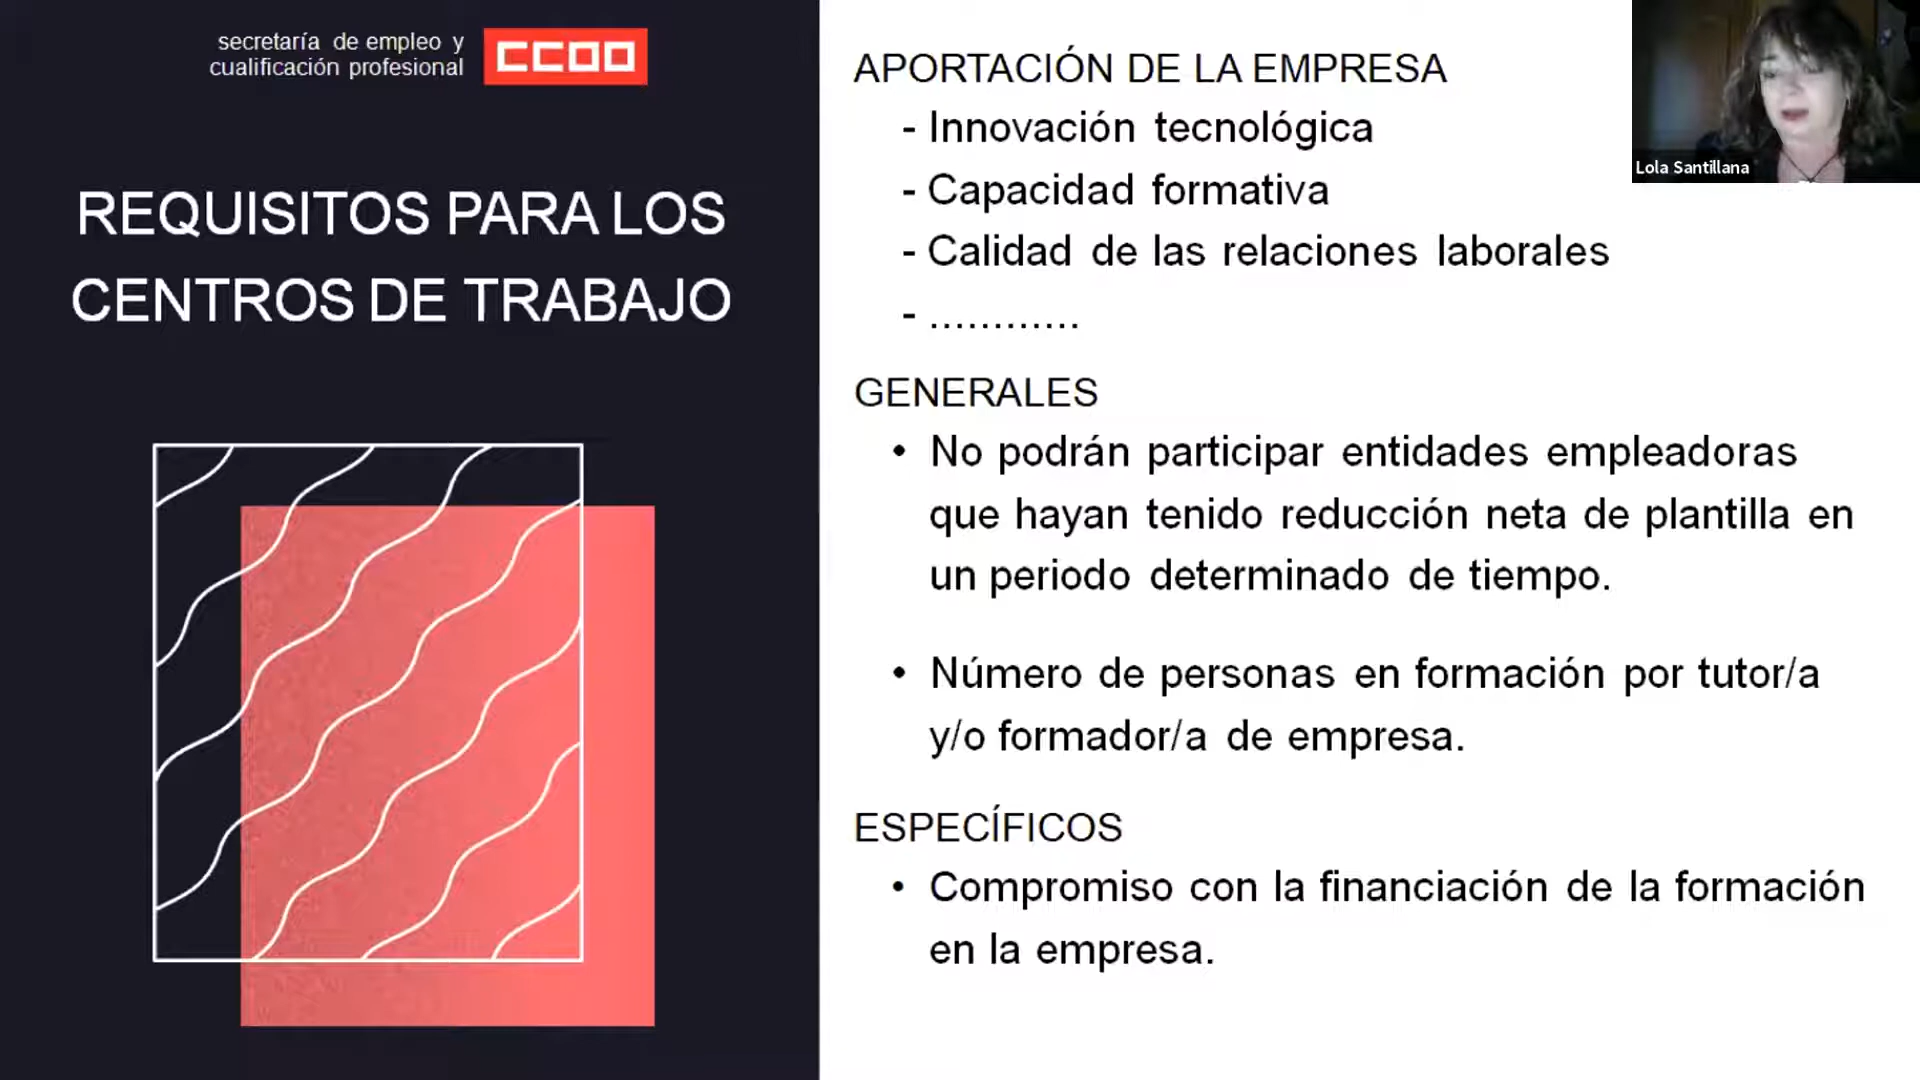 secretaría de empleo y
cualificación profesional
CCOO
REQUISITOS PARA LOS
CENTROS DE TRABAJO
APORTACIÓN DE LA EMPRESA
- Innovación tecnológica
- Capacidad formativa
- Calidad de las relaciones laborales
- ............
GENERALES
• No podrán participar entidades empleadoras
que hayan tenido reducción neta de plantilla en
un periodo determinado de tiempo.
• Número de personas en formación por tutor/a
y/o formador/a de empresa.
ESPECÍFICOS
• Compromiso con la financiación de la formación
en la empresa.
Lola Santillana